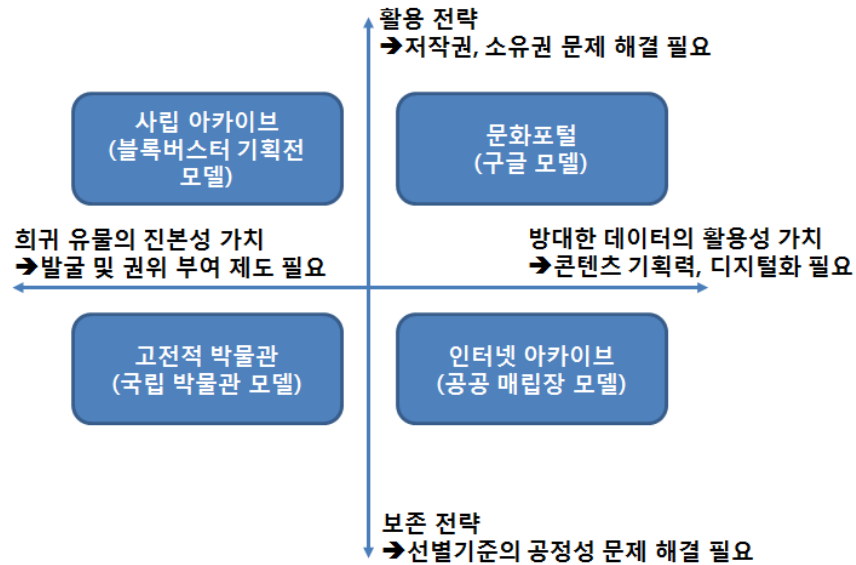 활용 전략
➔저작권, 소유권 문제 해결 필요
사립 아카이브
(블록버스터 기획전
모델)
문화포털
(구글 모델)
희귀 유물의 진본성 가치
➔발굴 및 권위 부여 제도 필요
방대한 데이터의 활용성 가치
➔콘텐츠 기획력, 디지털화 필요
고전적 박물관
(국립 박물관 모델)
인터넷 아카이브
(공공 매립장 모델)
보존 전략
➔선별기준의 공정성 문제 해결 필요